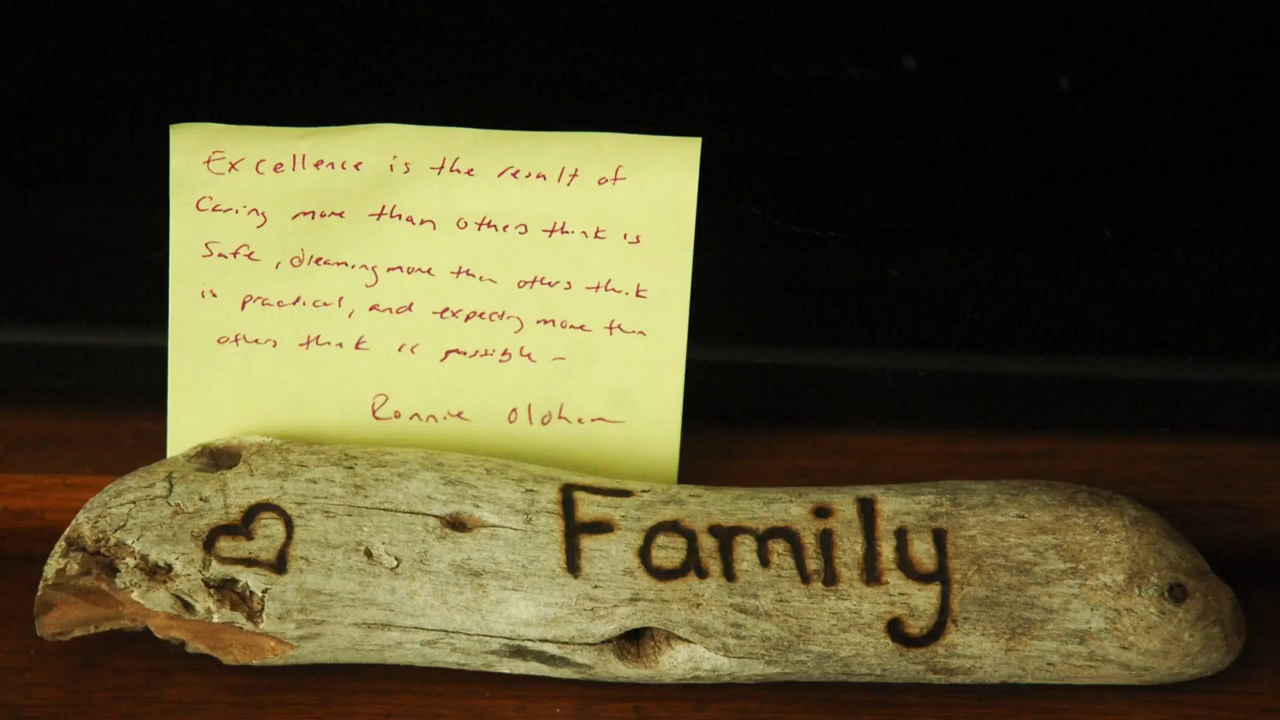 Excellence is the result of
Caring more than others think is
Safe, dreaming more than others think
is practical, and expecting more than
others think is possible -
Ronnie Oldham
Family